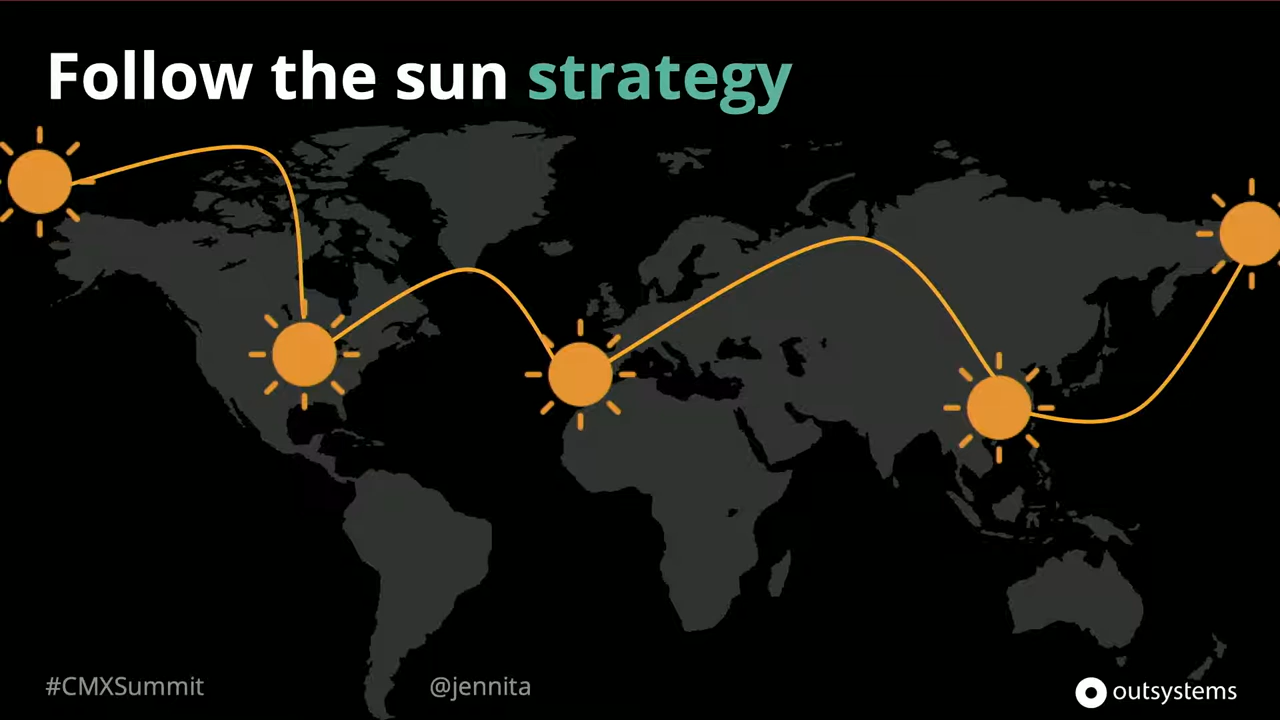 Follow the sun strategy
#CMXSummit
@jennita
outsystems